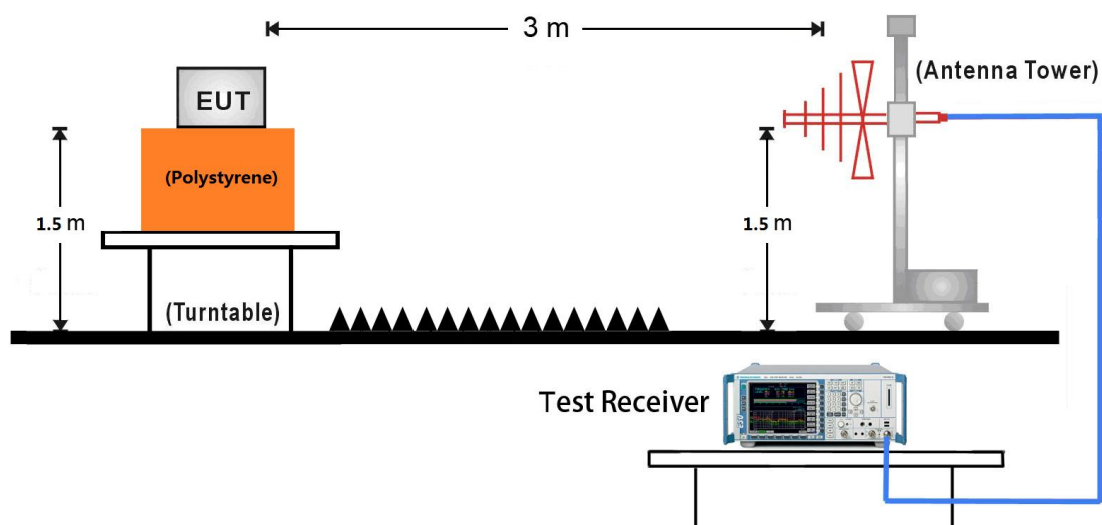 3 m
(Antenna Tower)
EUT
(Polystyrene)
1.5 m
1.5 m
(Turntable)
Test Receiver